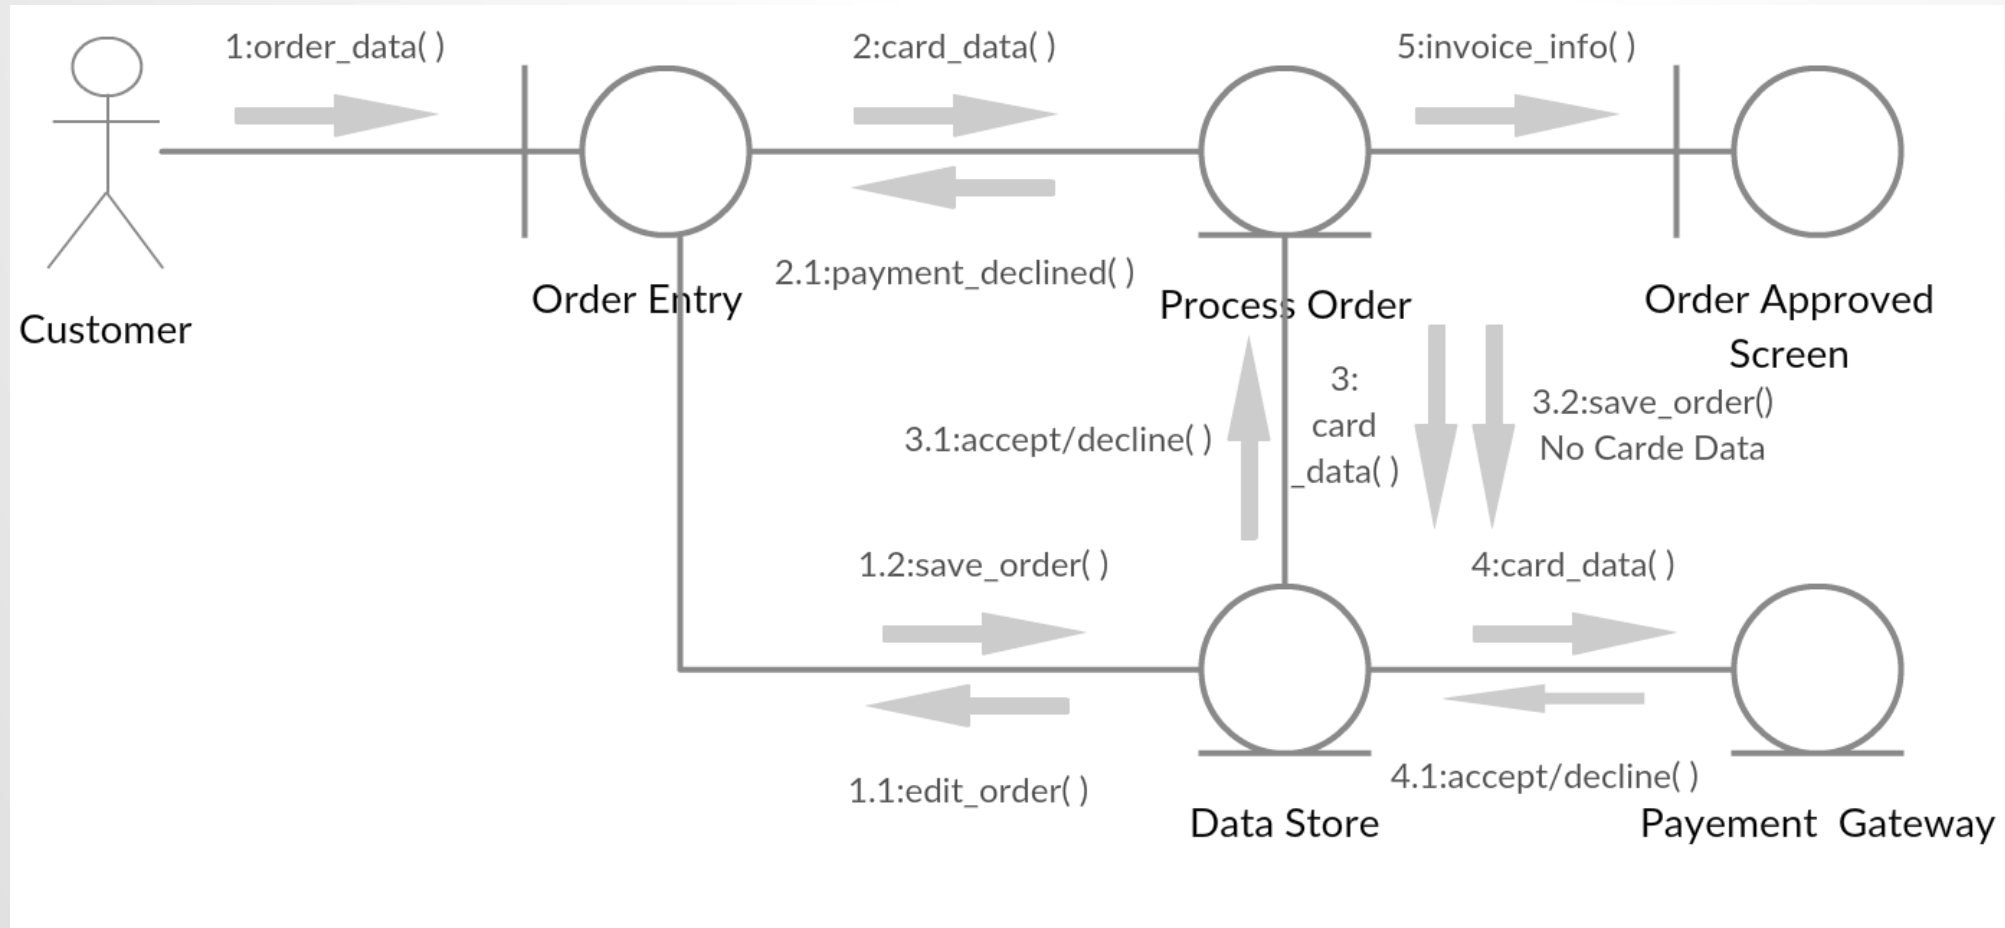 1:order_data( )
2:card_data( )
5:invoice_info( )
2.1:payment_declined( )
Order Entry
Process Order
Order Approved
Screen
Customer
3:
card
_data( )
3.1:accept/decline( )
3.2:save_order()
No Carde Data
1.2:save_order( )
4:card_data( )
1.1:edit_order( )
4.1:accept/decline( )
Data Store
Payement  Gateway